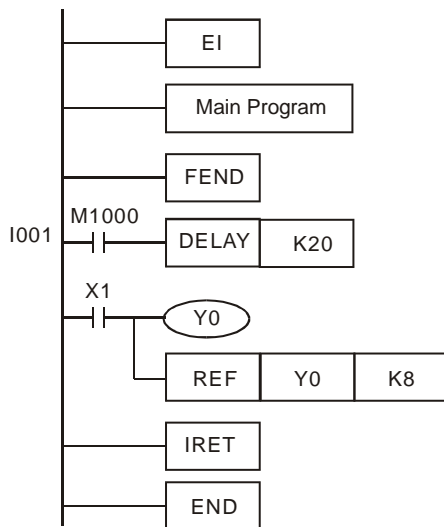 EI
Main Program
FEND
M1000
I001
DELAY K20
X1
Y0
REF Y0 K8
IRET
END